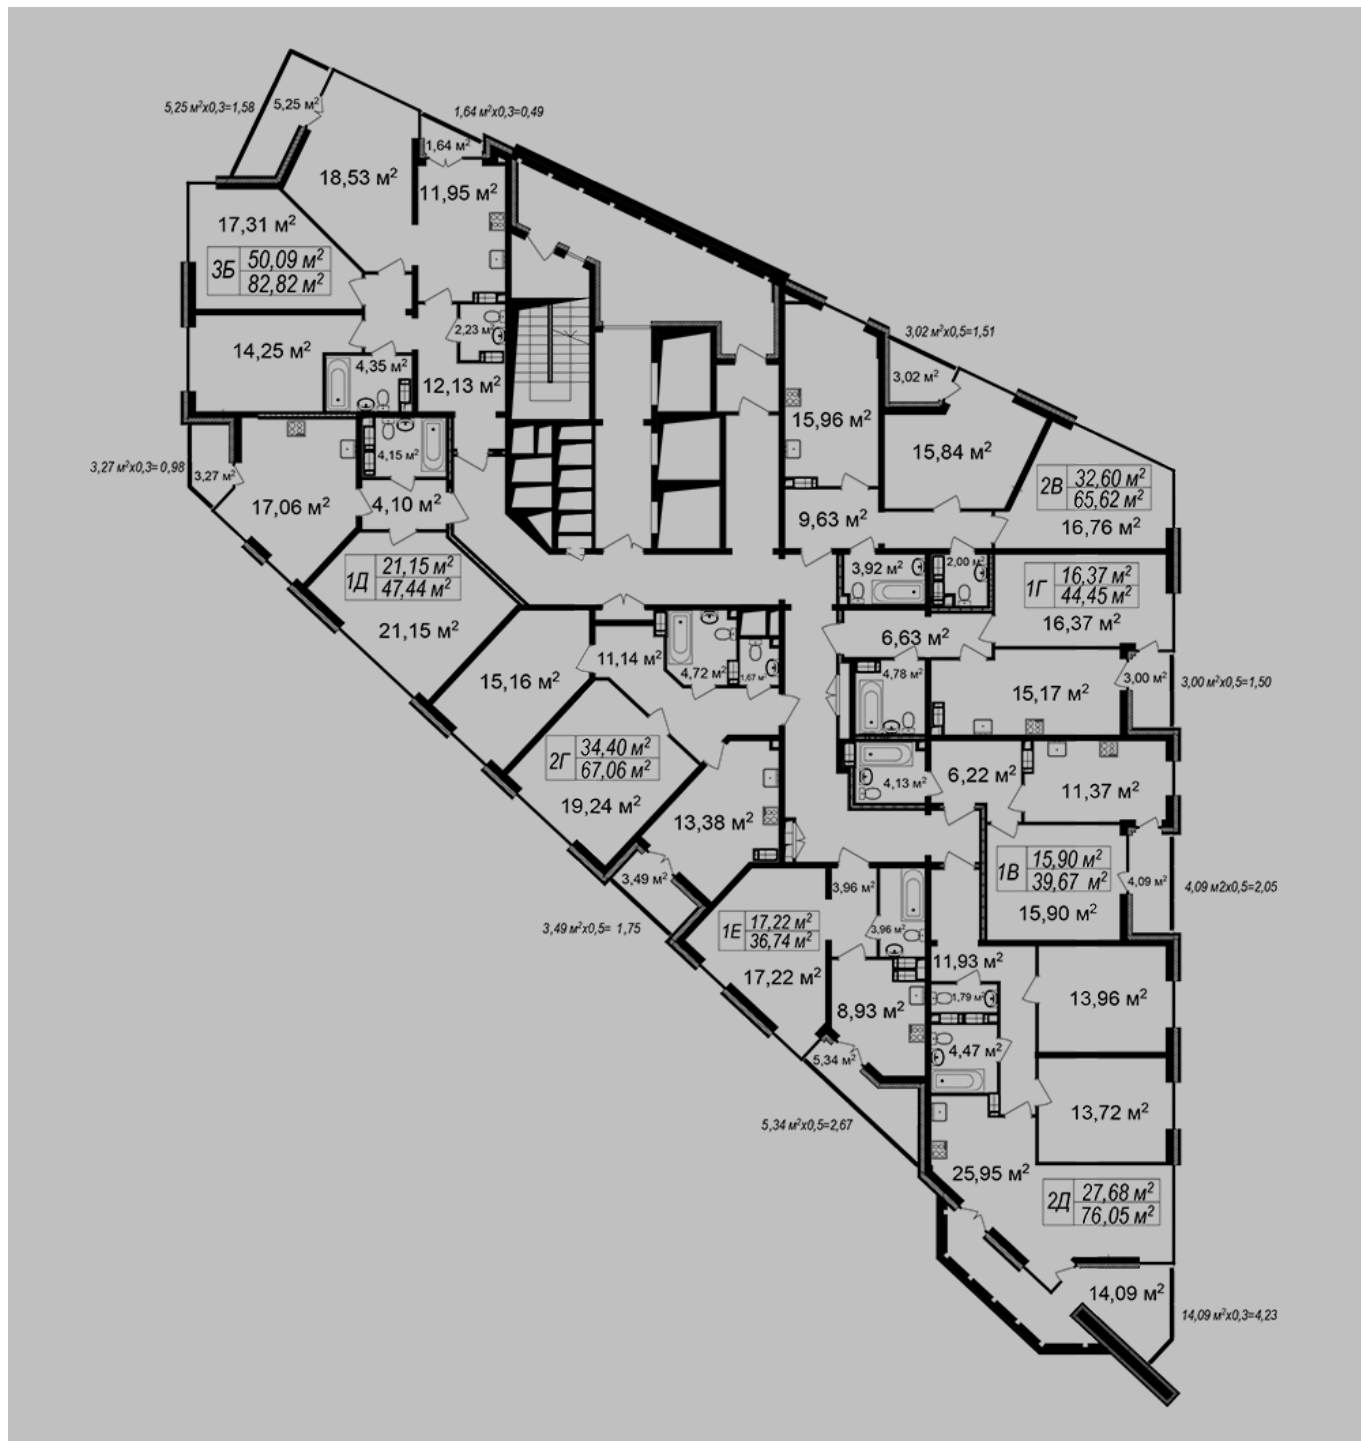 5,25 м²x0,3=1,58
5,25 м²
1,64 м²x0,3=0,49
1,64 м²
18,53 м²
11,95 м²
17,31 м²
3Б
50,09 м²
82,82 м²
2,23 м²
14,25 м²
4,35 м²
12,13 м²
3,02 м²x0,5=1,51
3,02 м²
15,96 м²
15,84 м²
3,27 м²x0,3= 0,98
3,27 м²
4,15 м²
17,06 м²
4,10 м²
2В
32,60 м²
65,62 м²
16,76 м²
9,63 м²
3,92 м²
2,00 м²
1Д
21,15 м²
47,44 м²
21,15 м²
1Г
16,37 м²
44,45 м²
16,37 м²
6,63 м²
11,14 м²
4,72 м²
1,67 м²
4,78 м²
15,16 м²
15,17 м²
3,00 м²
3,00 м²x0,5=1,50
2Г
34,40 м²
67,06 м²
19,24 м²
4,13 м²
6,22 м²
11,37 м²
13,38 м²
3,49 м²
3,49 м²x0,5= 1,75
1В
15,90 м²
39,67 м²
15,90 м²
4,09 м²
4,09 м2x0,5=2,05
3,96 м²
3,96 м²
1Е
17,22 м²
36,74 м²
17,22 м²
8,93 м²
5,34 м²
5,34 м²x0,5=2,67
11,93 м²
1,79 м²
13,96 м²
4,47 м²
13,72 м²
25,95 м²
2Д
27,68 м²
76,05 м²
14,09 м²
14,09 м²x0,3=4,23